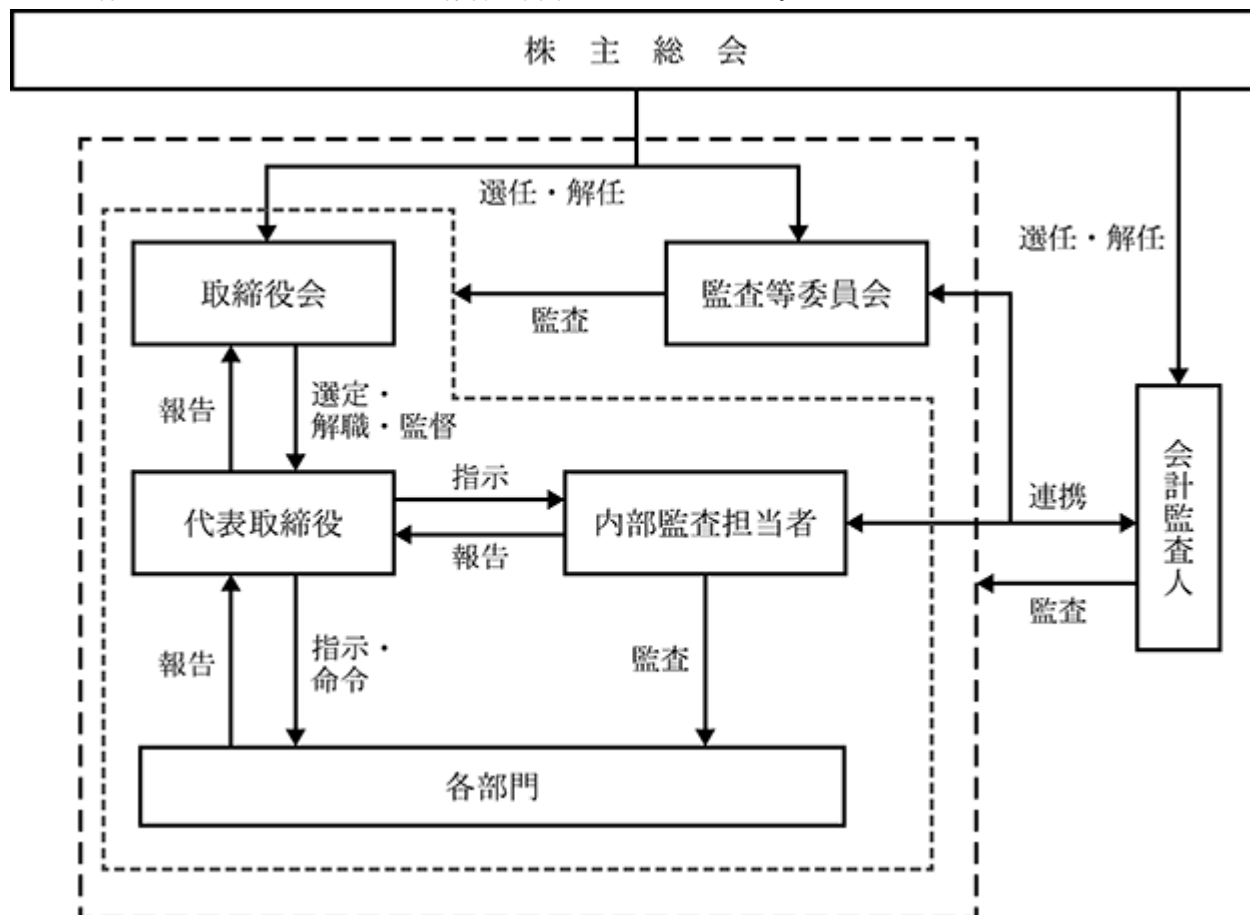 株主総会
選任・解任
選任・解任
取締役会
監査等委員会
監査
報告
選定・
解職・監督
会計監査人
代表取締役
指示
報告
内部監査担当者
連携
監査
報告
指示・
命令
監査
各部門